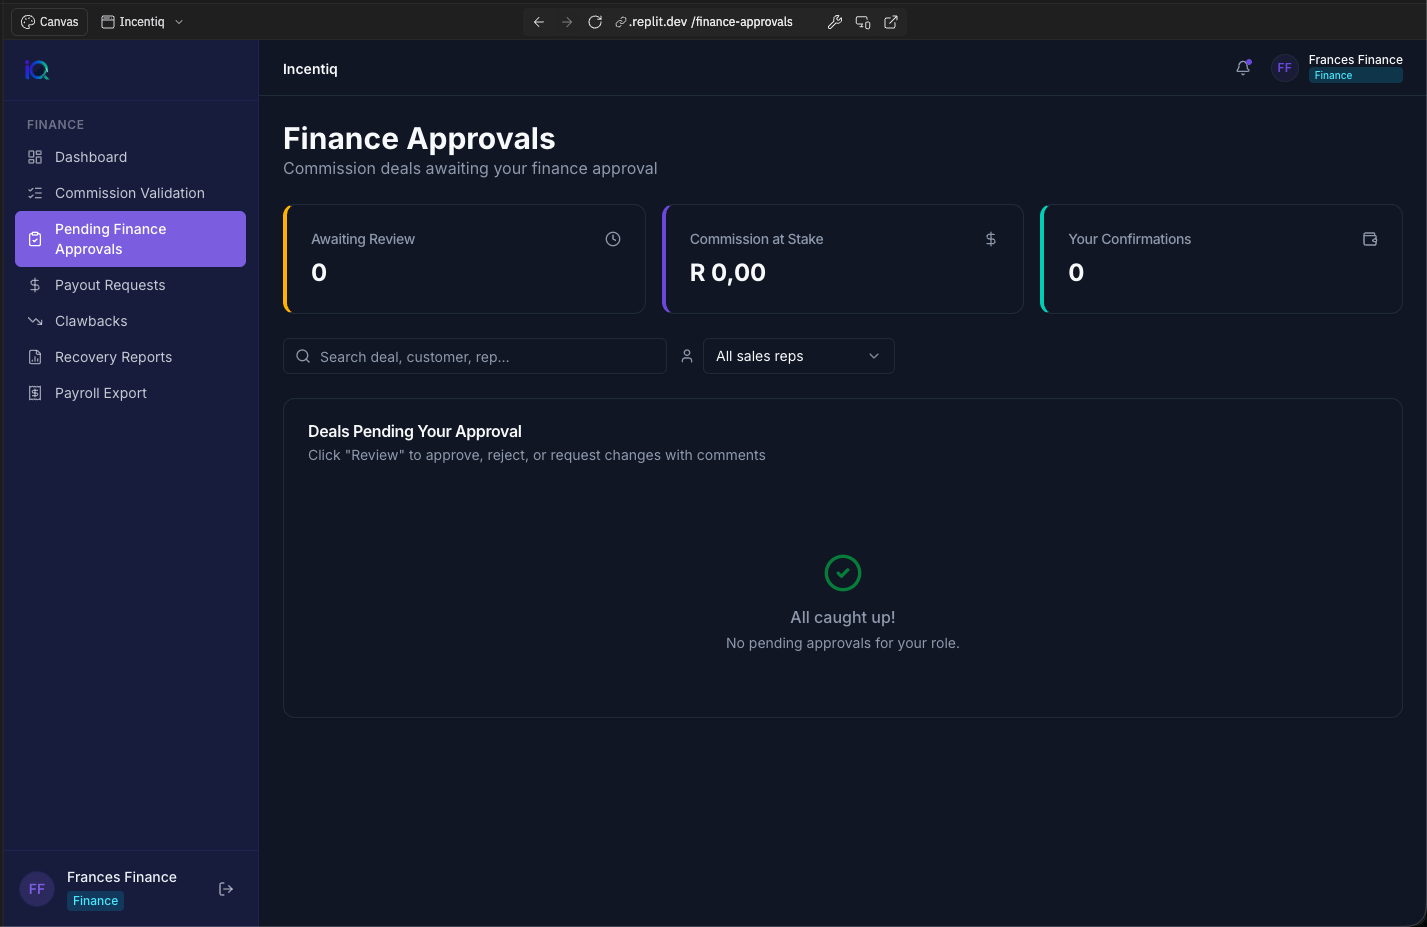 Canvas
Incentiq
.replit.dev /finance-approvals
iQ
Incentiq
FF
Frances Finance
Finance
FINANCE
Dashboard
Commission Validation
Pending Finance
Approvals
Payout Requests
Clawbacks
Recovery Reports
Payroll Export
Finance Approvals
Commission deals awaiting your finance approval
Awaiting Review
0
Commission at Stake
R 0,00
Your Confirmations
0
Search deal, customer, rep...
All sales reps
Deals Pending Your Approval
Click "Review" to approve, reject, or request changes with comments
All caught up!
No pending approvals for your role.
FF
Frances Finance
Finance